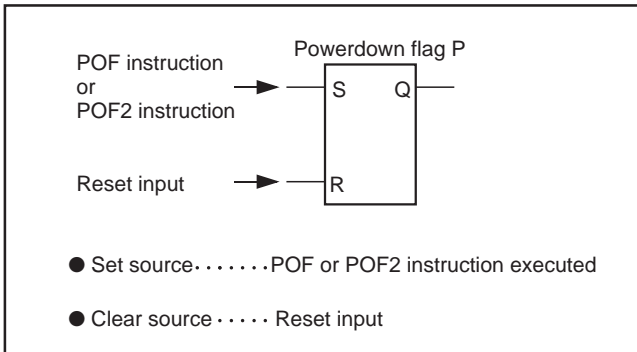 Powerdown flag P
POF instruction
or
POF2 instruction
S
Q
Reset input
R
● Set source · · · · · · · POF or POF2 instruction executed
● Clear source · · · · · Reset input